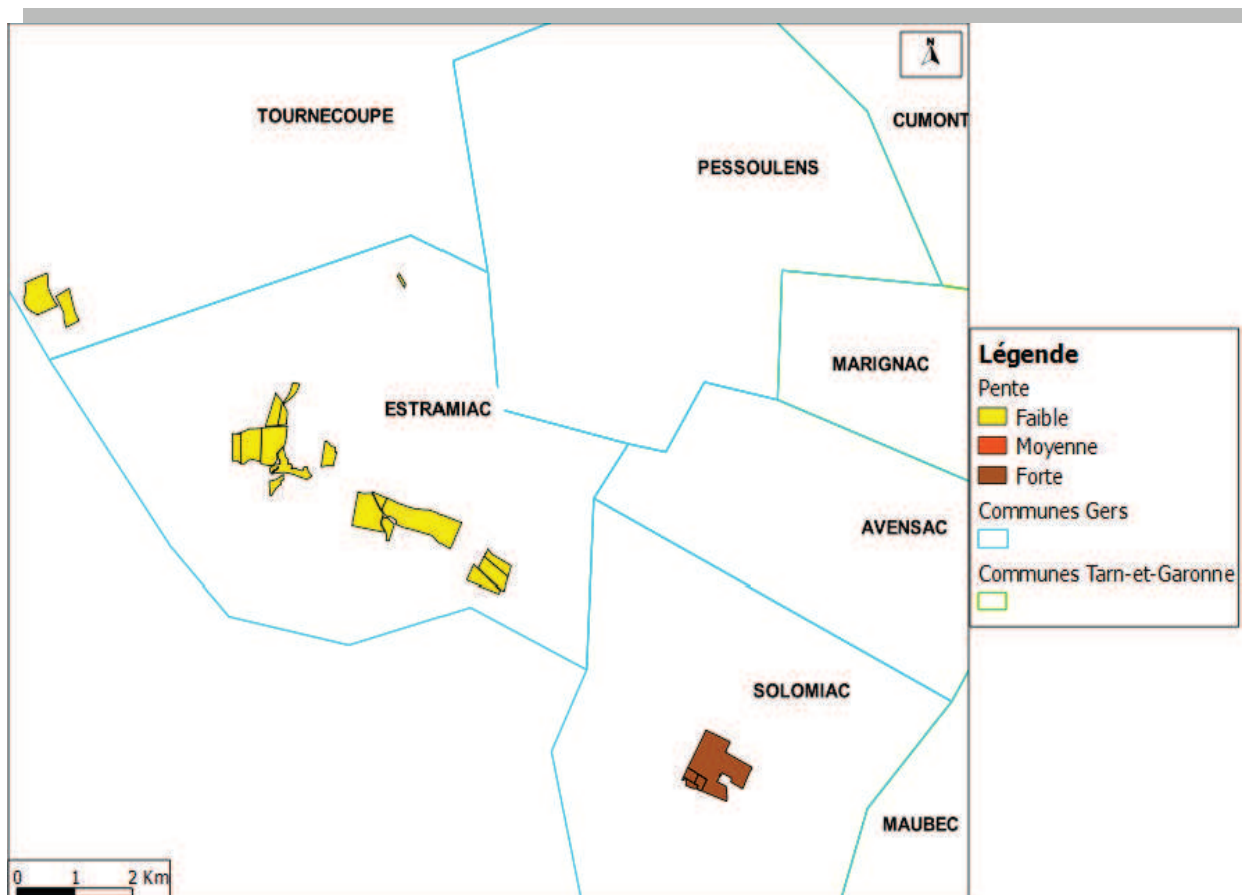 N
TOURNECOUPE
CUMONT
PESSOULENS
MARIGNAC
ESTRAMIAC
AVENSAC
SOLOMIAC
MAUBEC
0 1 2 Km
Légende
Pente
Faible
Moyenne
Forte
Communes Gers
Communes Tarn-et-Garonne